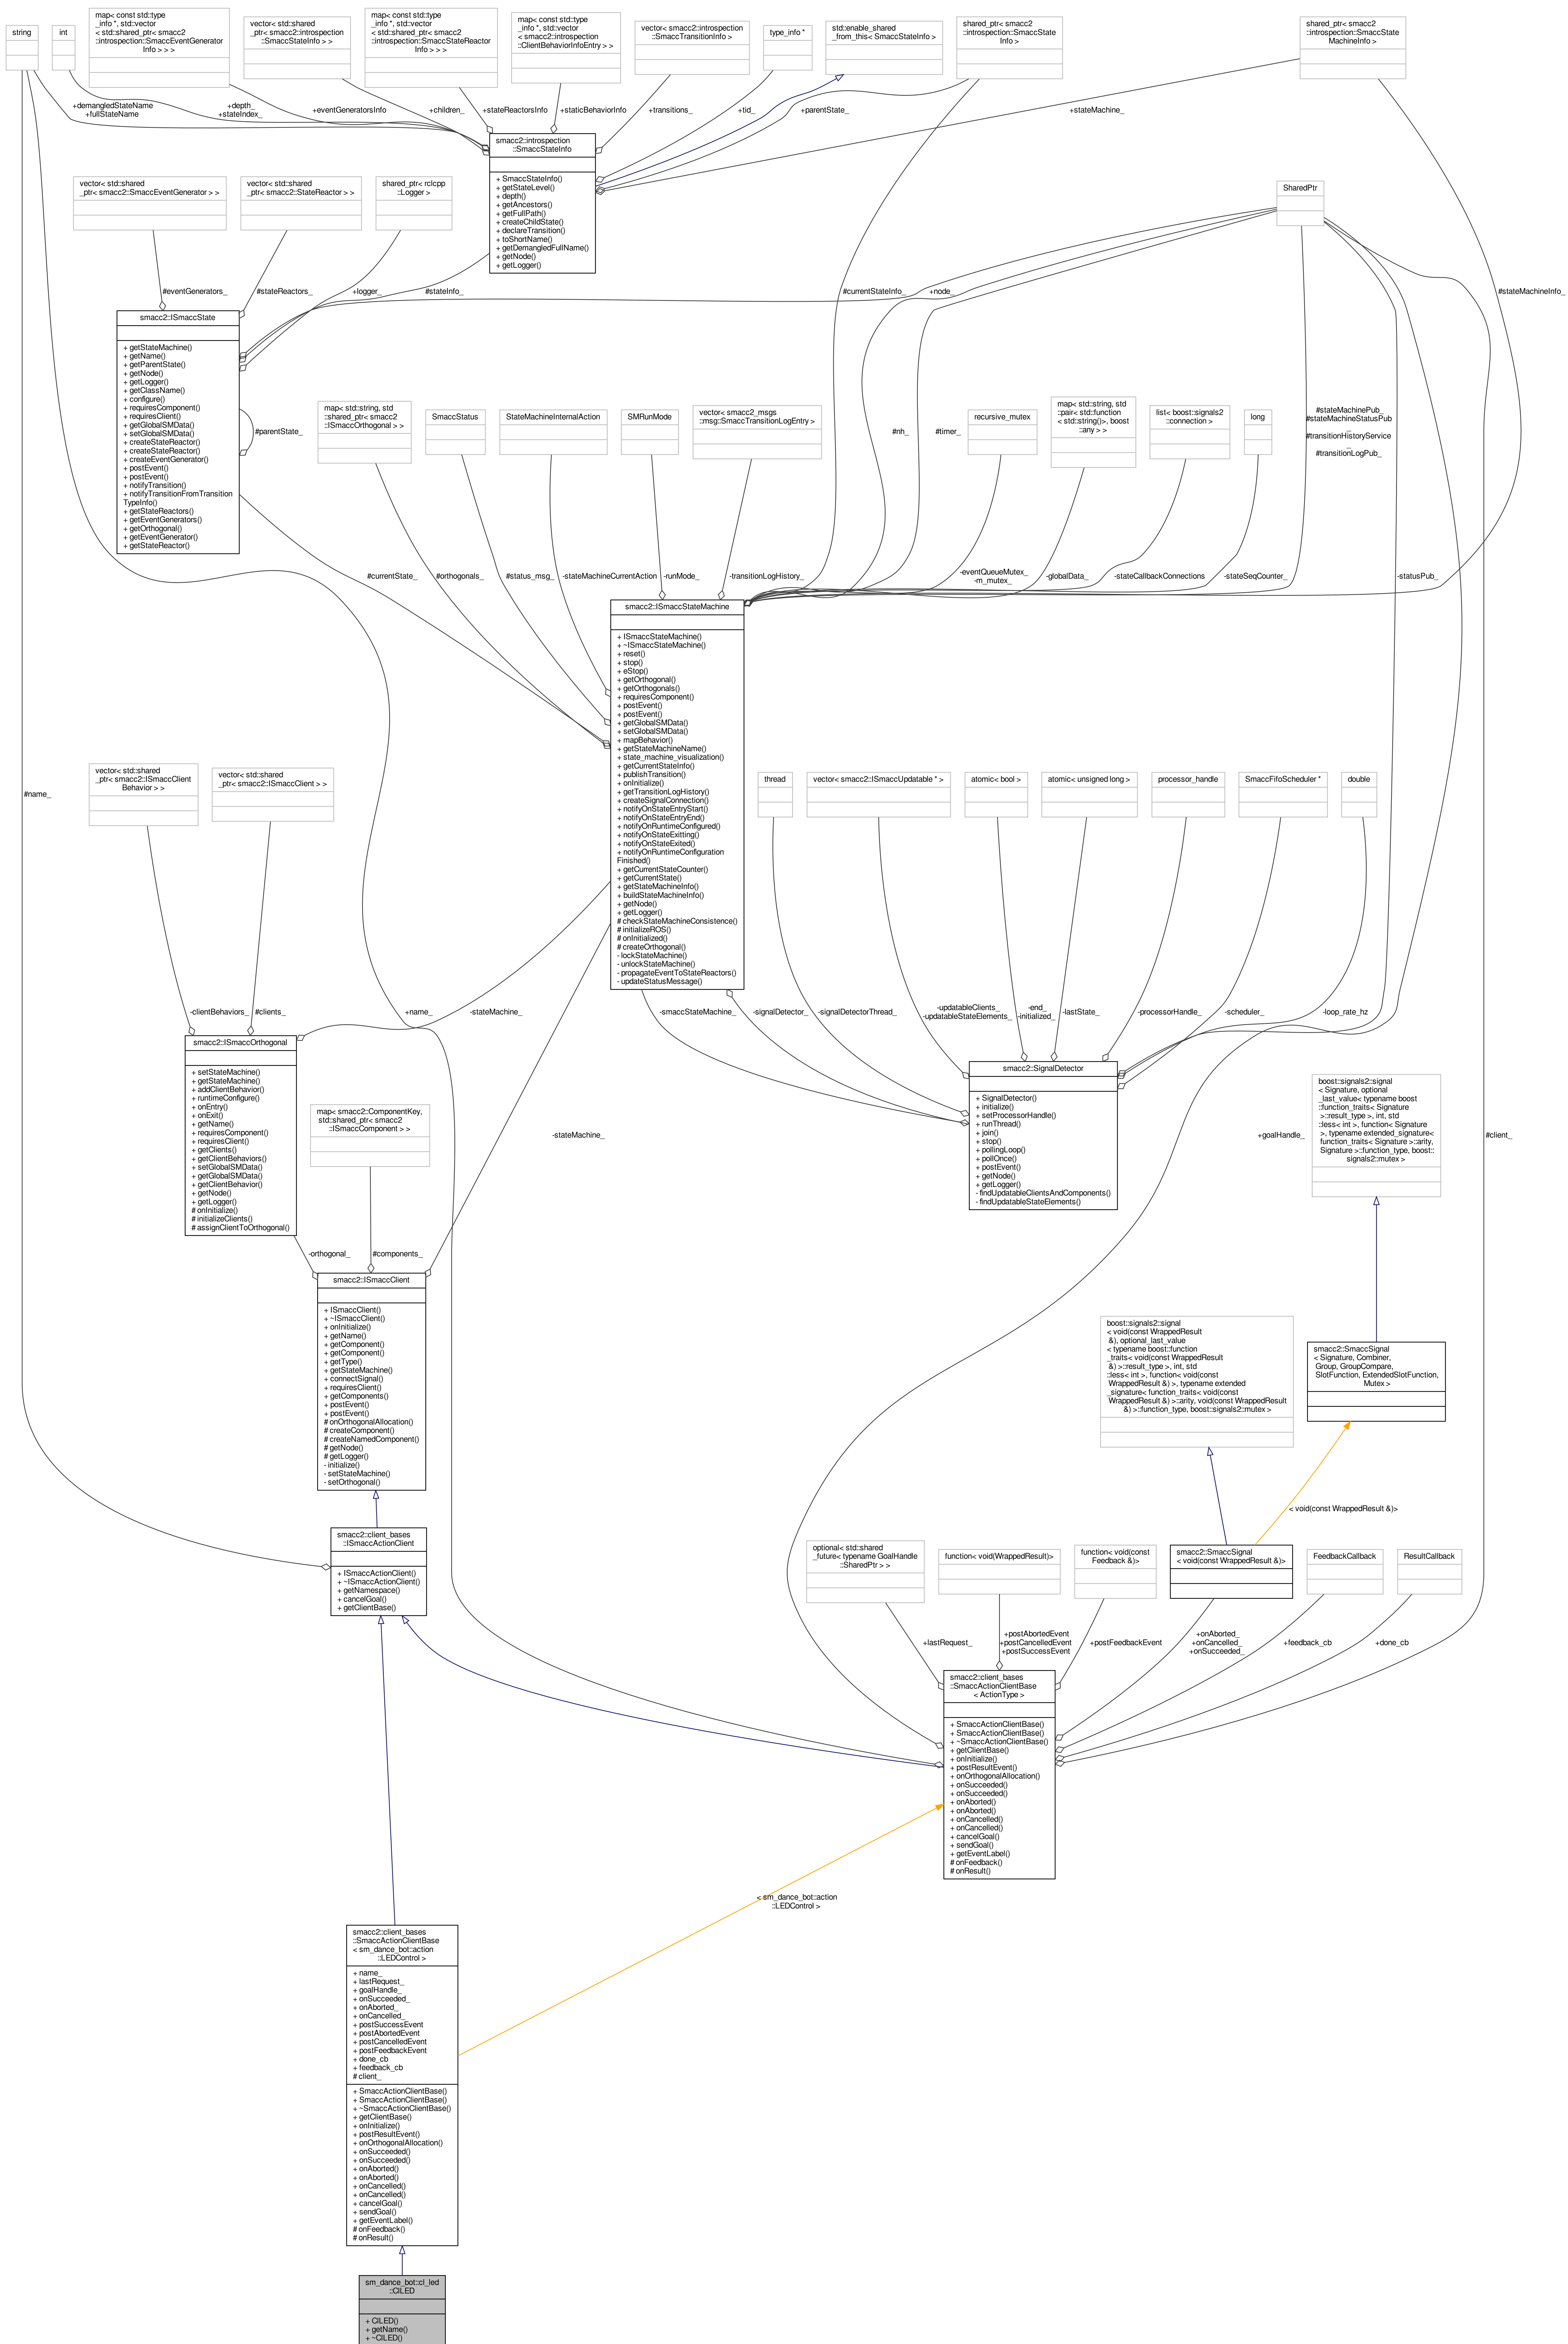 string
int
map< const std::type
_info *, std::vector
< std::shared_ptr< smacc2
::introspection::SmaccEventGenerator
Info > > >
vector< std::shared
_ptr< smacc2::introspection
::SmaccStateInfo > >
map< const std::type
_info *, std::vector
< std::shared_ptr< smacc2
::introspection::SmaccStateReactor
Info > > >
map< const std::type
_info *, std::vector
< smacc2::introspection
::ClientBehaviorInfoEntry > >
vector< smacc2::introspection
::SmaccTransitionInfo >
type_info *
std::enable_shared
_from_this< SmaccStateInfo >
shared_ptr< smacc2
::introspection::SmaccState
Info >
shared_ptr< smacc2
::introspection::SmaccState
MachineInfo >
+demangledStateName
+fullStateName
+depth_
+stateIndex_
+eventGeneratorsInfo
+children_
+stateReactorsInfo
+staticBehaviorInfo
+transitions_
+tid_
+parentState_
+stateMachine_
smacc2::introspection
::SmaccStateInfo
+ SmaccStateInfo()
+ getStateLevel()
+ depth()
+ getAncestors()
+ getFullPath()
+ createChildState()
+ declareTransition()
+ toShortName()
+ getDemangledFullName()
+ getNode()
+ getLogger()
vector< std::shared
_ptr< smacc2::SmaccEventGenerator > >
vector< std::shared
_ptr< smacc2::StateReactor > >
shared_ptr< rclcpp
::Logger >
SharedPtr
#eventGenerators_
#stateReactors_
+logger_
#stateInfo_
#currentStateInfo_
+node_
#stateMachineInfo_
smacc2::ISmaccState
+ getStateMachine()
+ getName()
+ getParentState()
+ getNode()
+ getLogger()
+ getClassName()
+ configure()
+ requiresComponent()
+ requiresClient()
+ getGlobalSMData()
+ setGlobalSMData()
+ createStateReactor()
+ createStateReactor()
+ createEventGenerator()
+ postEvent()
+ postEvent()
+ notifyTransition()
+ notifyTransitionFromTransition
TypeInfo()
+ getStateReactors()
+ getEventGenerators()
+ getOrthogonal()
+ getEventGenerator()
+ getStateReactor()
#parentState_
map< std::string, std
::shared_ptr< smacc2
::ISmaccOrthogonal > >
SmaccStatus
StateMachineInternalAction
SMRunMode
vector< smacc2_msgs
::msg::SmaccTransitionLogEntry >
#nh_
#timer_
recursive_mutex
map< std::string, std
::pair< std::function
< std::string()>, boost
::any > >
list< boost::signals2
::connection >
long
#stateMachinePub_
#stateMachineStatusPub
_
#transitionHistoryService
_
#transitionLogPub_
#currentState_
#orthogonals_
#status_msg_
-stateMachineCurrentAction
-runMode_
-transitionLogHistory_
-eventQueueMutex_
-m_mutex_
-globalData_
-stateCallbackConnections
-stateSeqCounter_
-statusPub_
smacc2::ISmaccStateMachine
+ ISmaccStateMachine()
+ ~ISmaccStateMachine()
+ reset()
+ stop()
+ eStop()
+ getOrthogonal()
+ getOrthogonals()
+ requiresComponent()
+ postEvent()
+ postEvent()
+ getGlobalSMData()
+ setGlobalSMData()
+ mapBehavior()
+ getStateMachineName()
+ state_machine_visualization()
+ getCurrentStateInfo()
+ publishTransition()
+ onInitialize()
+ getTransitionLogHistory()
+ createSignalConnection()
+ notifyOnStateEntryStart()
+ notifyOnStateEntryEnd()
+ notifyOnRuntimeConfigured()
+ notifyOnStateExitting()
+ notifyOnStateExited()
+ notifyOnRuntimeConfiguration
Finished()
+ getCurrentStateCounter()
+ getCurrentState()
+ getStateMachineInfo()
+ buildStateMachineInfo()
+ getNode()
+ getLogger()
# checkStateMachineConsistence()
# initializeROS()
# onInitialized()
# createOrthogonal()
- lockStateMachine()
- unlockStateMachine()
- propagateEventToStateReactors()
- updateStatusMessage()
#name_
vector< std::shared
_ptr< smacc2::ISmaccClient
Behavior > >
vector< std::shared
_ptr< smacc2::ISmaccClient > >
thread
vector< smacc2::ISmaccUpdatable * >
atomic< bool >
atomic< unsigned long >
processor_handle
SmaccFifoScheduler *
double
-clientBehaviors_
#clients_
+name_
-stateMachine_
-smaccStateMachine_
-signalDetector_
-signalDetectorThread_
-updatableClients_
-updatableStateElements_
-end_
-initialized_
-lastState_
-processorHandle_
-scheduler_
-loop_rate_hz
smacc2::ISmaccOrthogonal
+ setStateMachine()
+ getStateMachine()
+ addClientBehavior()
+ runtimeConfigure()
+ onEntry()
+ onExit()
+ getName()
+ requiresComponent()
+ requiresClient()
+ getClients()
+ getClientBehaviors()
+ setGlobalSMData()
+ getGlobalSMData()
+ getClientBehavior()
+ getNode()
+ getLogger()
# onInitialize()
# initializeClients()
# assignClientToOrthogonal()
map< smacc2::ComponentKey,
std::shared_ptr< smacc2
::ISmaccComponent > >
smacc2::SignalDetector
+ SignalDetector()
+ initialize()
+ setProcessorHandle()
+ runThread()
+ join()
+ stop()
+ pollingLoop()
+ pollOnce()
+ postEvent()
+ getNode()
+ getLogger()
- findUpdatableClientsAndComponents()
- findUpdatableStateElements()
boost::signals2::signal
< Signature, optional
_last_value< typename boost
::function_traits< Signature
>::result_type >, int, std
::less< int >, function< Signature
>, typename extended_signature<
function_traits< Signature >::arity,
Signature >::function_type, boost::
signals2::mutex >
-stateMachine_
+goalHandle_
#client_
-orthogonal_
#components_
smacc2::ISmaccClient
+ ISmaccClient()
+ ~ISmaccClient()
+ onInitialize()
+ getName()
+ getComponent()
+ getComponent()
+ getType()
+ getStateMachine()
+ connectSignal()
+ requiresClient()
+ getComponents()
+ postEvent()
+ postEvent()
# onOrthogonalAllocation()
# createComponent()
# createNamedComponent()
# getNode()
# getLogger()
- initialize()
- setStateMachine()
- setOrthogonal()
boost::signals2::signal
< void(const WrappedResult
&), optional_last_value
< typename boost::function
_traits< void(const WrappedResult
&) >::result_type >, int, std
::less< int >, function< void(const
WrappedResult &) >, typename extended
_signature< function_traits< void(const
WrappedResult &) >::arity, void(const WrappedResult
&) >::function_type, boost::signals2::mutex >
smacc2::SmaccSignal
< Signature, Combiner,
Group, GroupCompare,
SlotFunction, ExtendedSlotFunction,
Mutex >
< void(const WrappedResult &)>
smacc2::client_bases
::ISmaccActionClient
+ ISmaccActionClient()
+ ~ISmaccActionClient()
+ getNamespace()
+ cancelGoal()
+ getClientBase()
optional< std::shared
_future< typename GoalHandle
::SharedPtr > >
function< void(WrappedResult)>
function< void(const
Feedback &)>
smacc2::SmaccSignal
< void(const WrappedResult &)>
FeedbackCallback
ResultCallback
+lastRequest_
+postAbortedEvent
+postCancelledEvent
+postSuccessEvent
+postFeedbackEvent
+onAborted_
+onCancelled_
+onSucceeded_
+feedback_cb
+done_cb
smacc2::client_bases
::SmaccActionClientBase
< ActionType >
+ SmaccActionClientBase()
+ SmaccActionClientBase()
+ ~SmaccActionClientBase()
+ getClientBase()
+ onInitialize()
+ postResultEvent()
+ onOrthogonalAllocation()
+ onSucceeded()
+ onSucceeded()
+ onAborted()
+ onAborted()
+ onCancelled()
+ onCancelled()
+ cancelGoal()
+ sendGoal()
+ getEventLabel()
# onFeedback()
# onResult()
< sm_dance_bot::action
::LEDControl >
smacc2::client_bases
::SmaccActionClientBase
< sm_dance_bot::action
::LEDControl >
+ name_
+ lastRequest_
+ goalHandle_
+ onSucceeded_
+ onAborted_
+ onCancelled_
+ postSuccessEvent
+ postAbortedEvent
+ postCancelledEvent
+ postFeedbackEvent
+ done_cb
+ feedback_cb
# client_
+ SmaccActionClientBase()
+ SmaccActionClientBase()
+ ~SmaccActionClientBase()
+ getClientBase()
+ onInitialize()
+ postResultEvent()
+ onOrthogonalAllocation()
+ onSucceeded()
+ onSucceeded()
+ onAborted()
+ onAborted()
+ onCancelled()
+ onCancelled()
+ cancelGoal()
+ sendGoal()
+ getEventLabel()
# onFeedback()
# onResult()
sm_dance_bot::cl_led
::ClLED
+ ClLED()
+ getName()
+ ~ClLED()